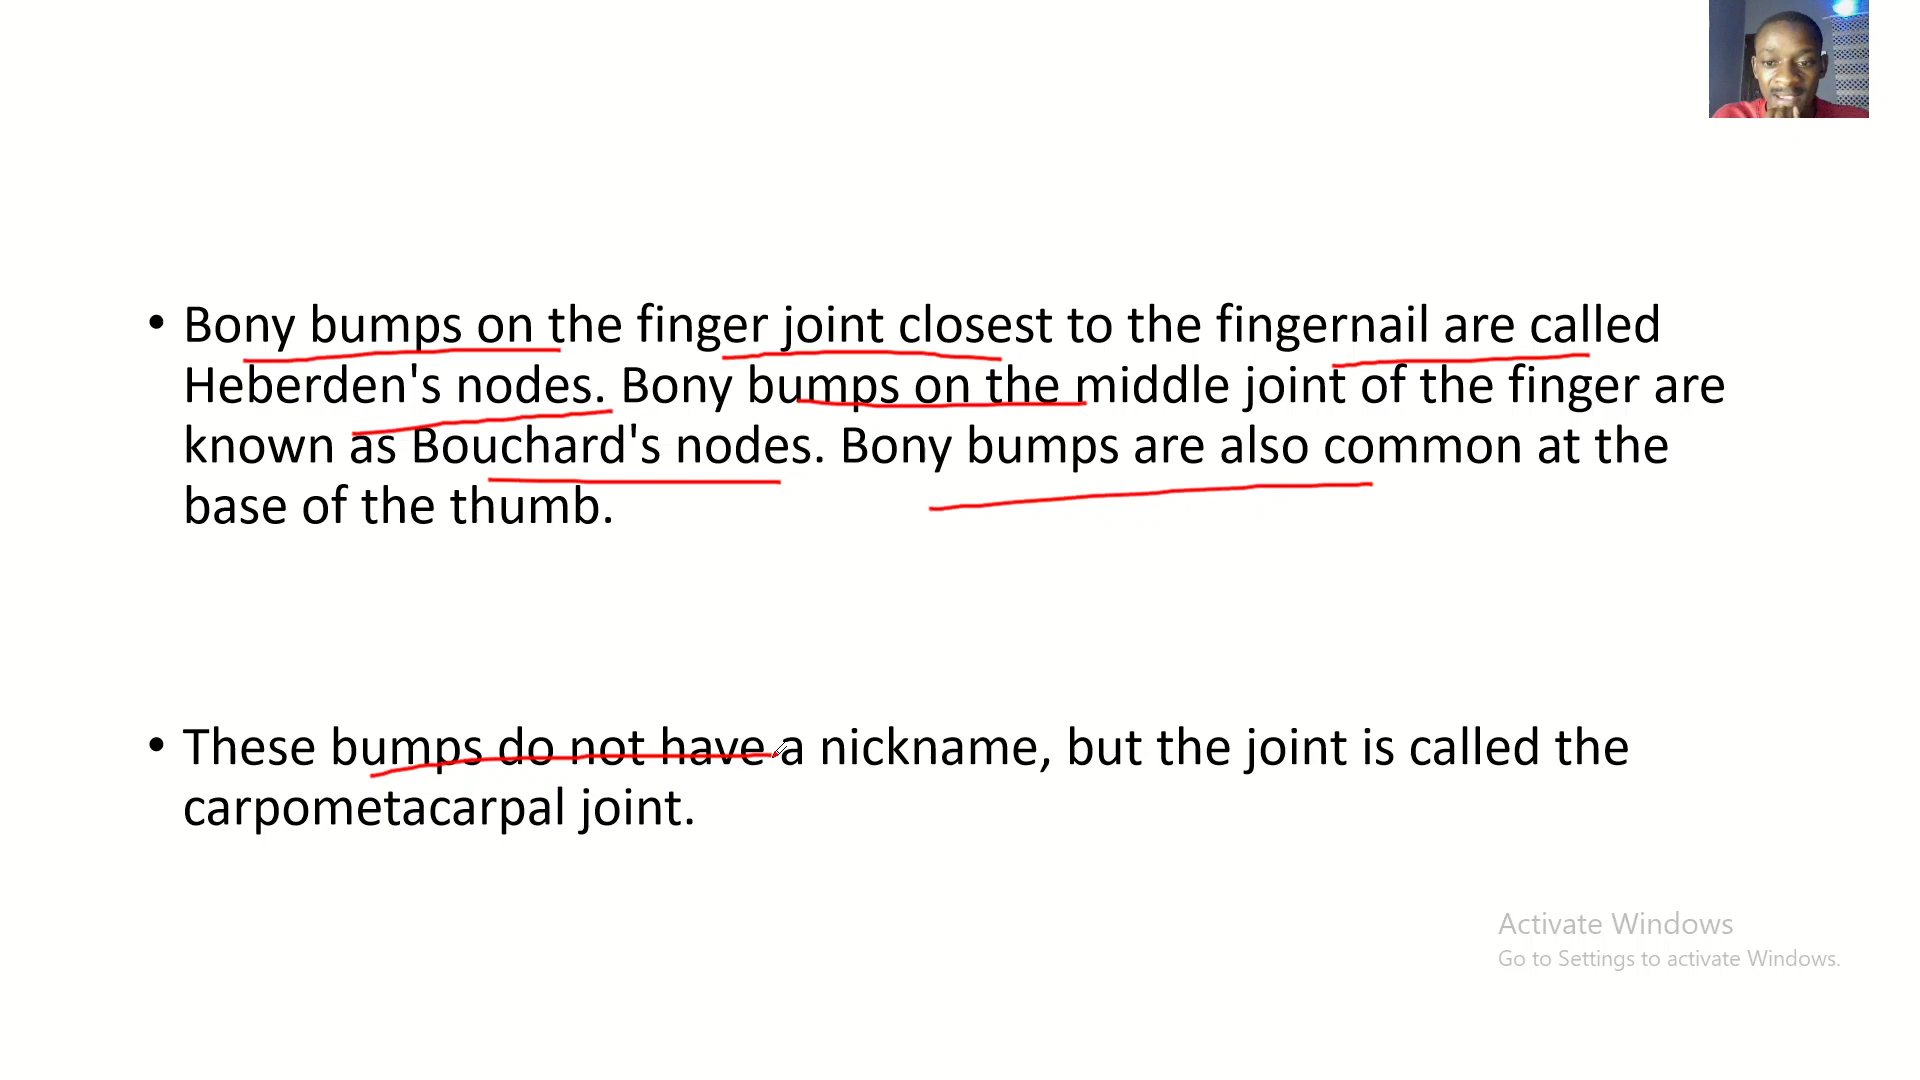 • Bony bumps on the finger joint closest to the fingernail are called
Heberden's nodes. Bony bumps on the middle joint of the finger are
known as Bouchard's nodes. Bony bumps are also common at the
base of the thumb.
• These bumps do not have a nickname, but the joint is called the
carpometacarpal joint.
Activate Windows
Go to Settings to activate Windows.